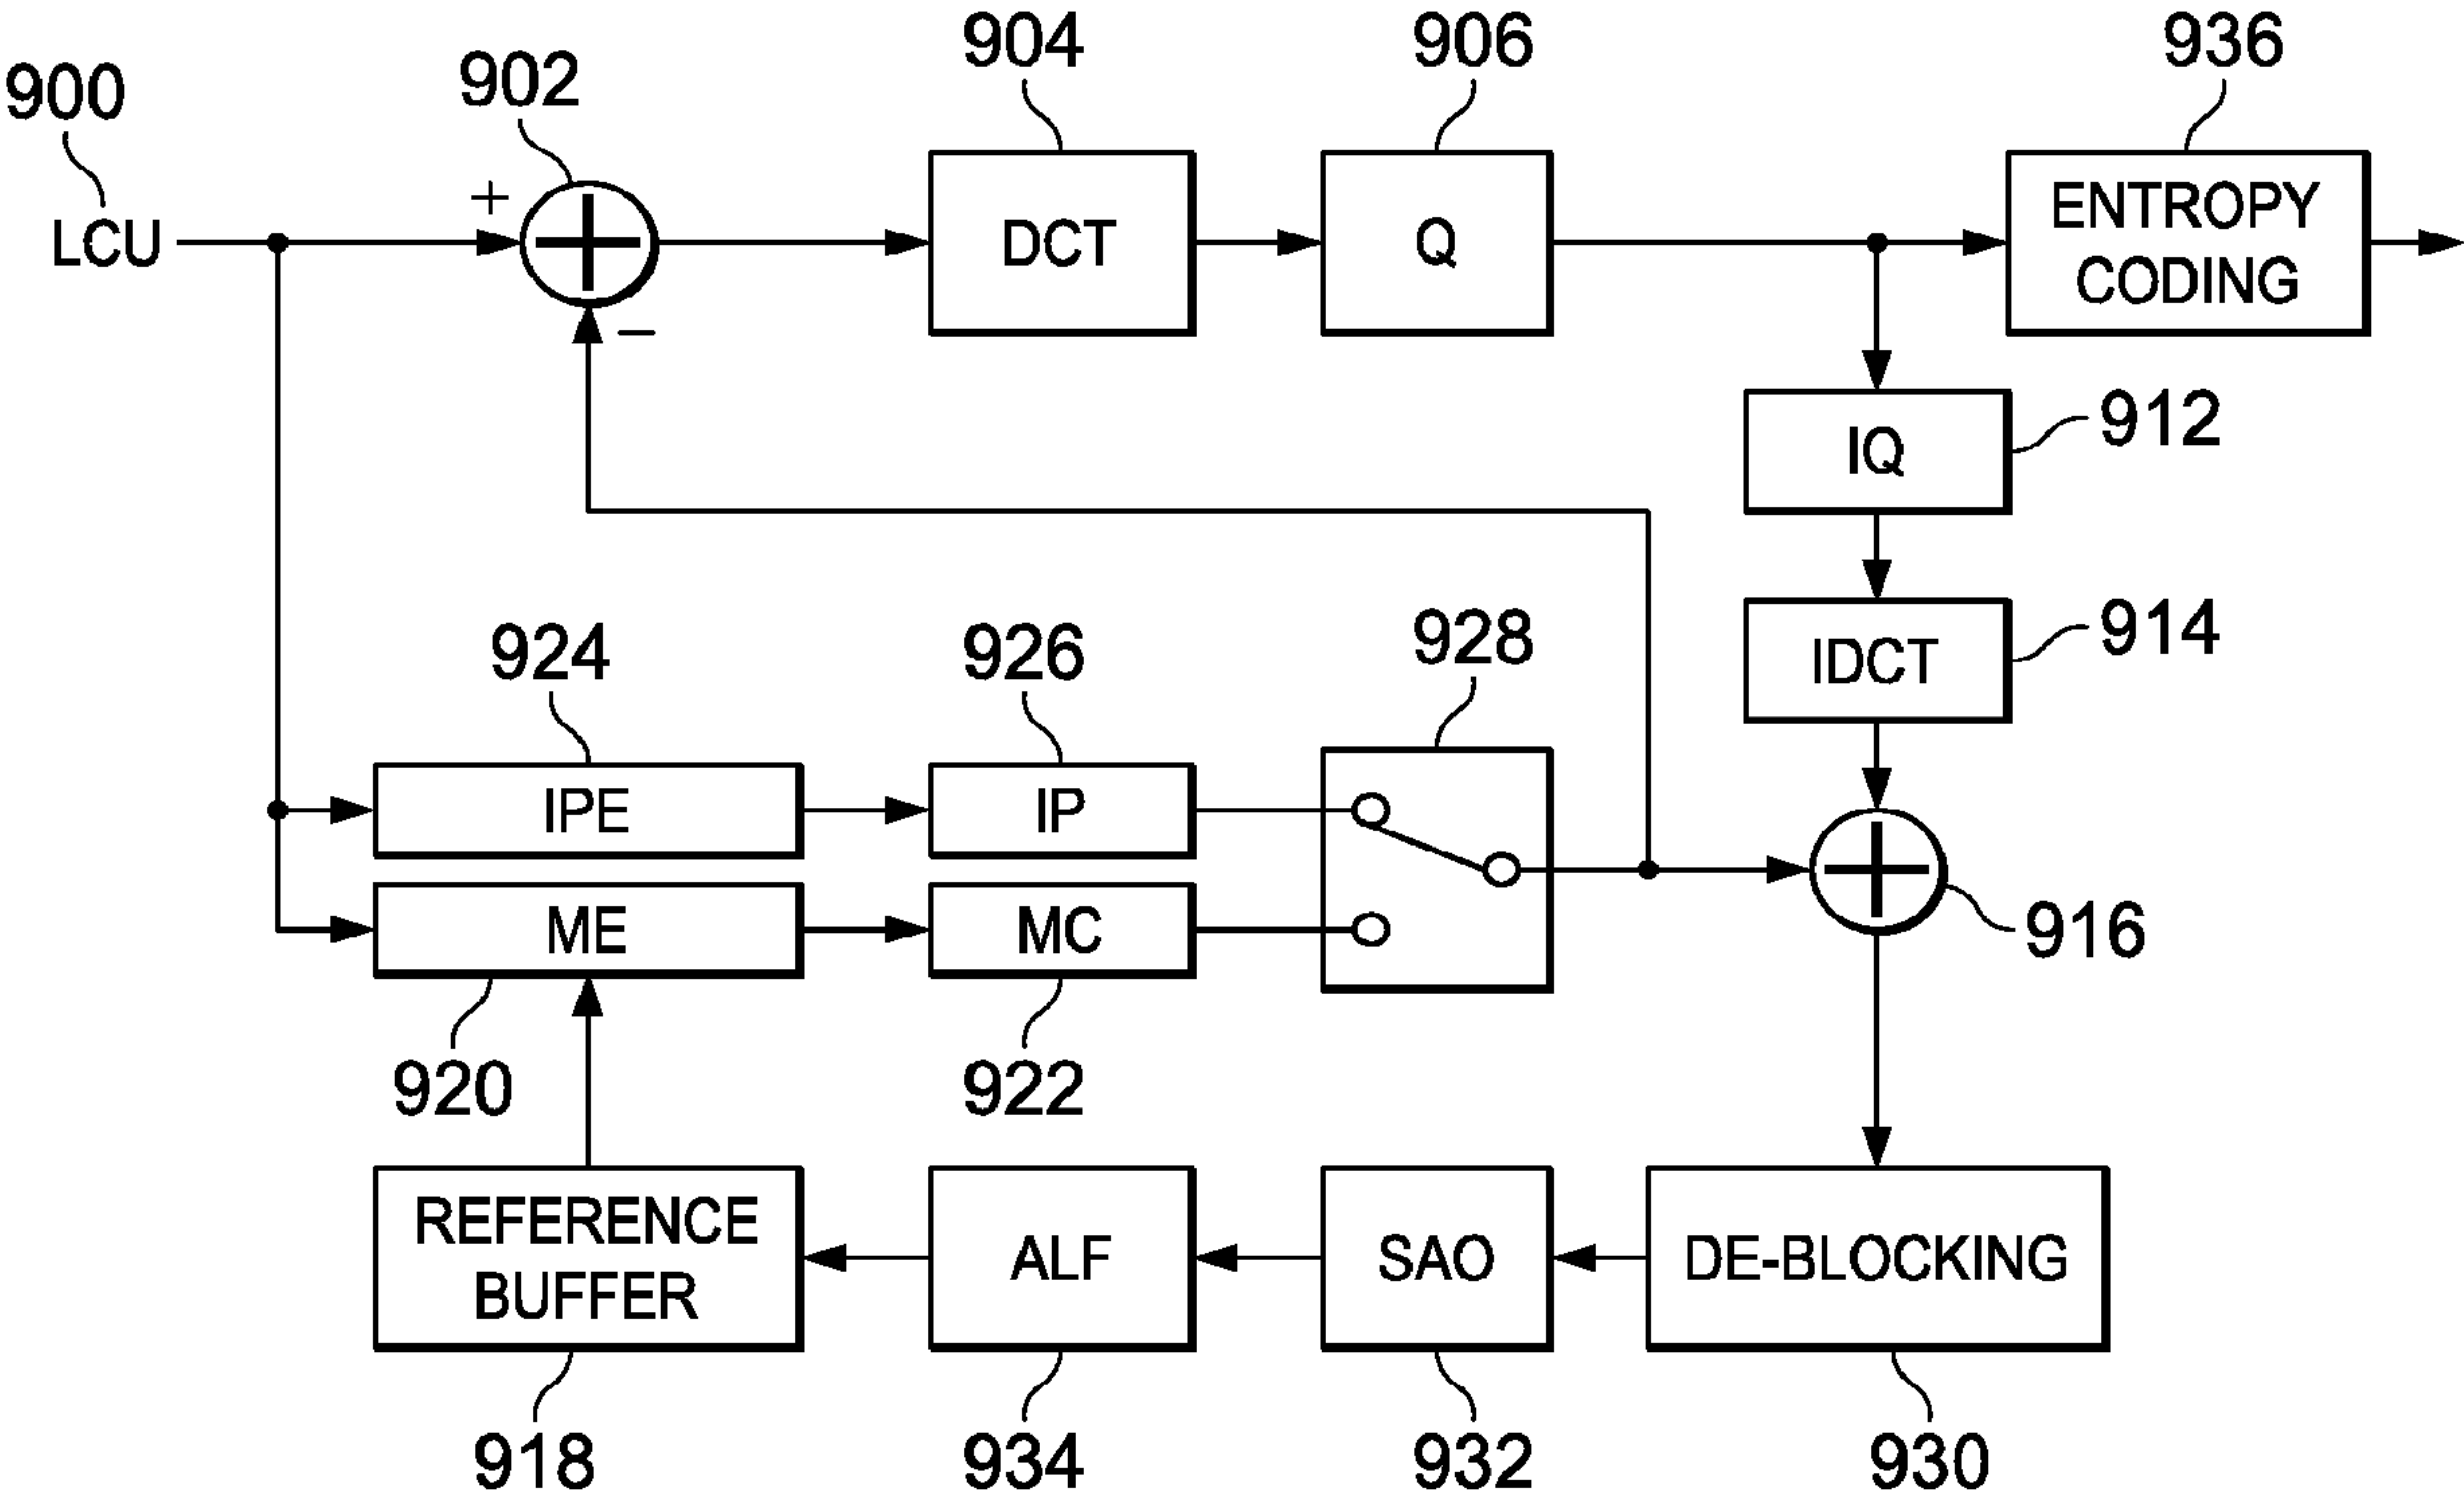 904
906
936
902
900
+
LCU
DCT
Q
ENTROPY
CODING
−
912
IQ
914
IDCT
924
926
928
IPE
IP
ME
MC
916
920
922
REFERENCE
BUFFER
ALF
SAO
DE-BLOCKING
918
934
932
930